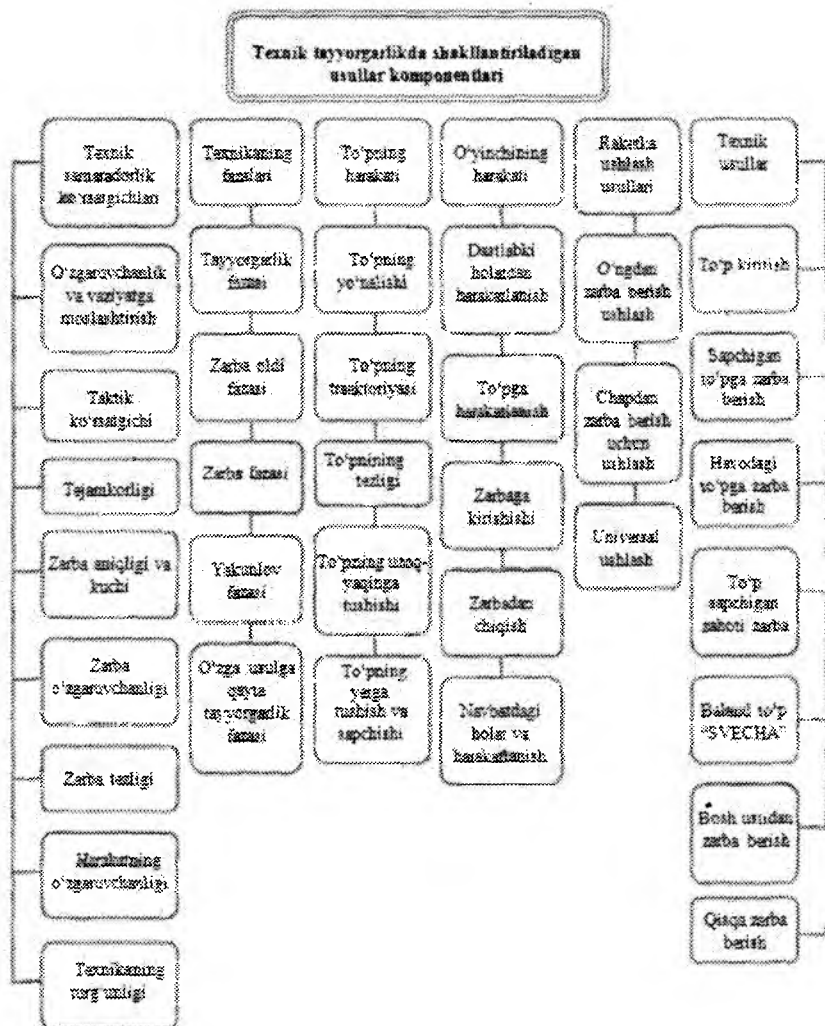 Texnik tayyorgarlikda shakllantiriladigan
usullar komponentlari
Texnik
samaradorlik
ko'rsatgichlari
O'zgaruvchanlik
va vaziyatga
moslashtirish
Taktik
ko'rsatgichi
Tejamkorligi
Zarba aniqligi va
kuchi
Zarba
o'zgaruvchanligi
Zarba tezligi
Harakatning
o'zgaruvchanligi
Texnikaning
turg'unligi
Texnikaning
fazalari
Tayyorgarlik
fazasi
Zarba oldi
fazasi
Zarba fazasi
Yakunlov
fazasi
O'zga usulga
qayta
tayyorgarlik
fazasi
To'pning
harakati
To'pning
yo'nalishi
To'pning
traektoriyasi
To'pnining
tezligi
To'pning uzoq-
yaqinga
tushishi
To'pning
yerga
tushish va
sapchishi
O'yinchining
harakati
Dastlabki
holatdan
harakatlanish
To'pga
harakatlanish
Zarbaga
kirishishi
Zarbadan
chiqish
Navbatdagi
holat va
harakatlanish
Raketka
ushlash
usullari
O'ngdan
zarba berish
ushlash
Chapdan
zarba berish
uchun
ushlash
Universal
ushlash
Texnik
usullar
To'p kiritish
Sapchigan
to'pga zarba
berish
Havodagi
to'pga zarba
berish
To'p
sapchigan
zahoti zarba
Baland to'p
"SVECHA"
Bosh ustidan
zarba berish
Qisqa zarba
berish